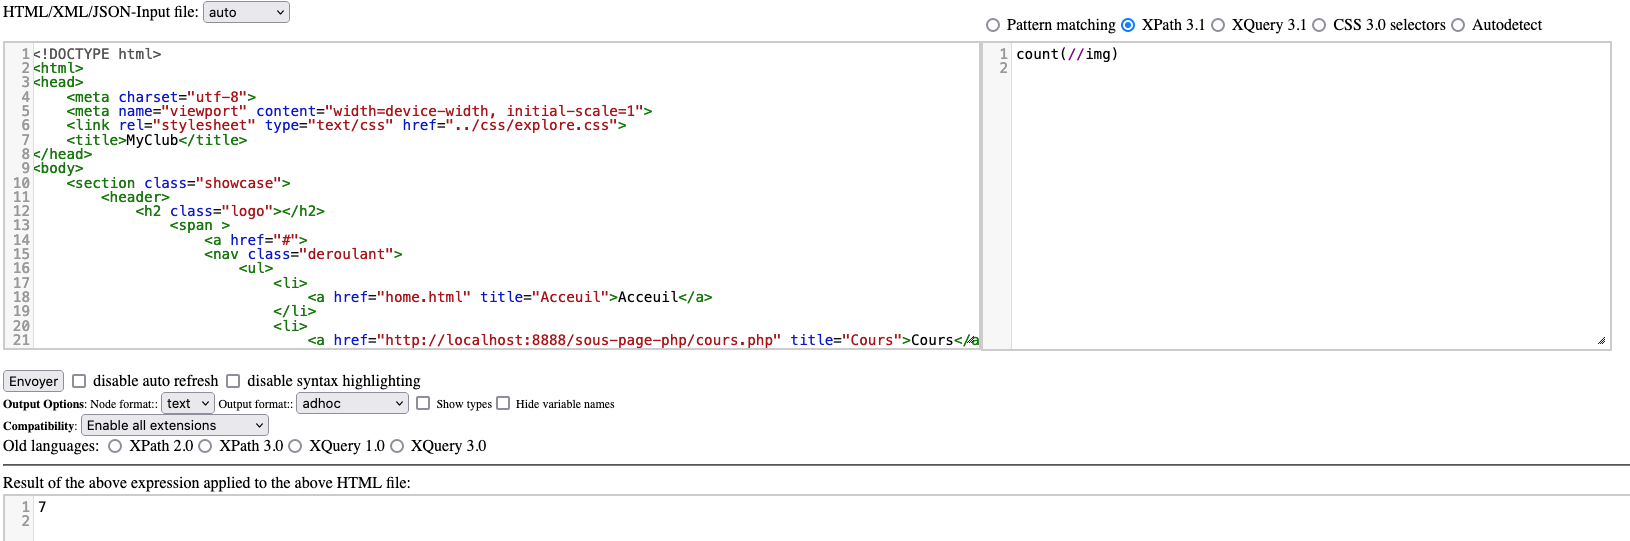 HTML/XML/JSON-Input file: auto
Pattern matching XPath 3.1 XQuery 3.1 CSS 3.0 selectors Autodetect
1 <!DOCTYPE html>
2 <html>
3 <head>
4 <meta charset="utf-8">
5 <meta name="viewport" content="width=device-width, initial-scale=1">
6 <link rel="stylesheet" type="text/css" href="../css/explore.css">
7 <title>MyClub</title>
8 </head>
9 <body>
10 <section class="showcase">
11 <header>
12 <h2 class="logo"></h2>
13 <span >
14 <a href="#">
15 <nav class="deroulant">
16 <ul>
17 <li>
18 <a href="home.html" title="Acceuil">Acceuil</a>
19 </li>
20 <li>
21 <a href="http://localhost:8888/sous-page-php/cours.php" title="Cours">Cours</a
1 count(//img)
2
Envoyer disable auto refresh disable syntax highlighting
Output Options: Node format:: text Output format:: adhoc Show types Hide variable names
Compatibility: Enable all extensions
Old languages: XPath 2.0 XPath 3.0 XQuery 1.0 XQuery 3.0
Result of the above expression applied to the above HTML file:
1 7
2